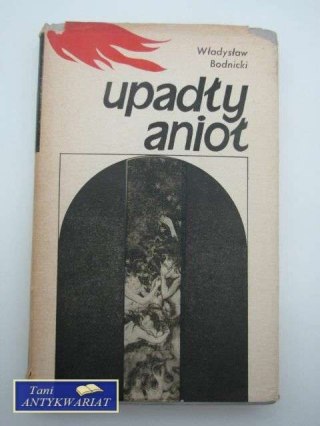 Władysław
Bodnicki
upadły
anioł
Tani
ANTYKWARIAT